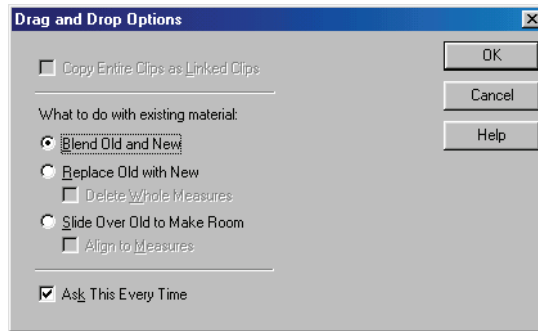 Drag and Drop Options
Copy Entire Clips as Linked Clips
What to do with existing material:
Blend Old and New
Replace Old with New
Delete Whole Measures
Slide Over Old to Make Room
Align to Measures
Ask This Every Time
OK
Cancel
Help